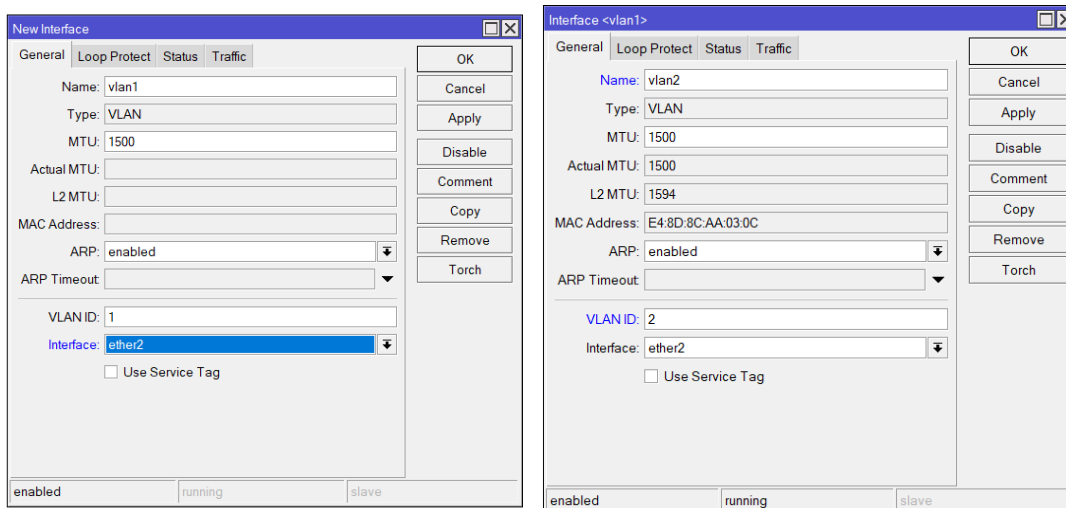 New Interface
General Loop Protect Status Traffic
Name: vlan1
Type: VLAN
MTU: 1500
Actual MTU:
L2 MTU:
MAC Address:
ARP: enabled
ARP Timeout:
VLAN ID: 1
Interface: ether2
Use Service Tag
OK
Cancel
Apply
Disable
Comment
Copy
Remove
Torch
enabled running slave
Interface <vlan1>
General Loop Protect Status Traffic
Name: vlan2
Type: VLAN
MTU: 1500
Actual MTU: 1500
L2 MTU: 1594
MAC Address: E4:8D:8C:AA:03:0C
ARP: enabled
ARP Timeout:
VLAN ID: 2
Interface: ether2
Use Service Tag
OK
Cancel
Apply
Disable
Comment
Copy
Remove
Torch
enabled running slave